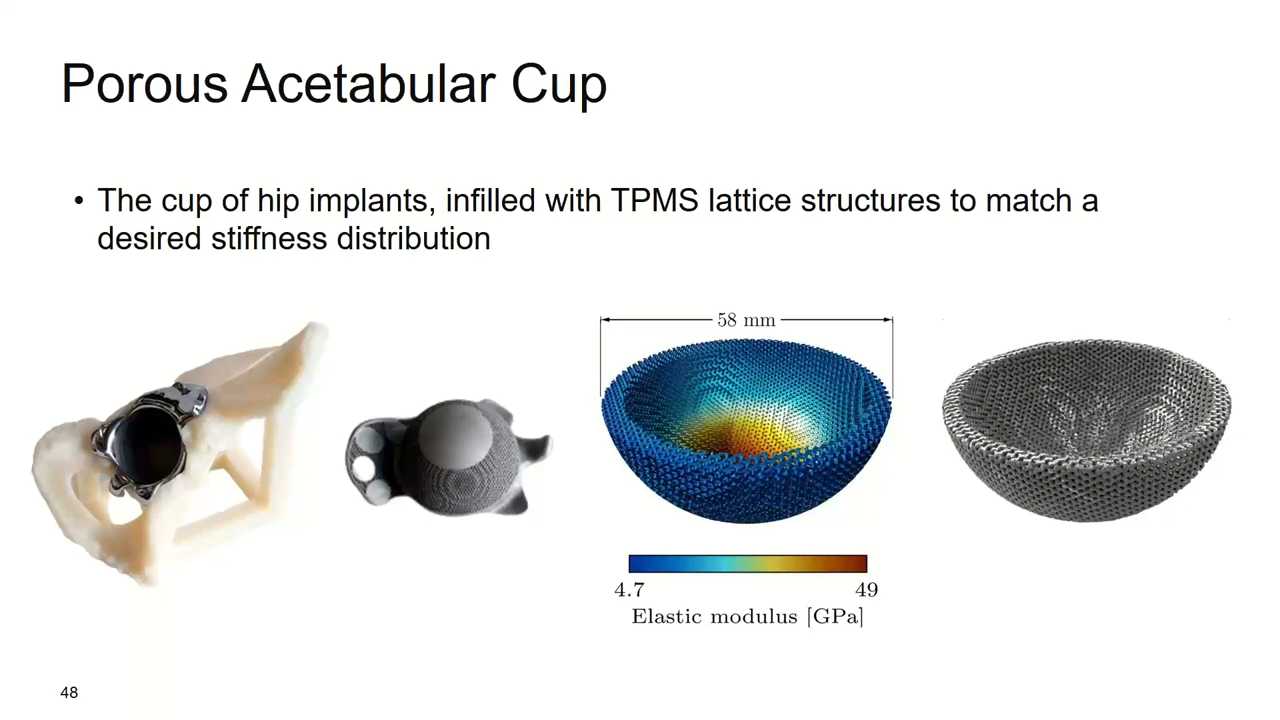 Porous Acetabular Cup
• The cup of hip implants, infilled with TPMS lattice structures to match a
desired stiffness distribution
58 mm
4.7 49
Elastic modulus [GPa]
48